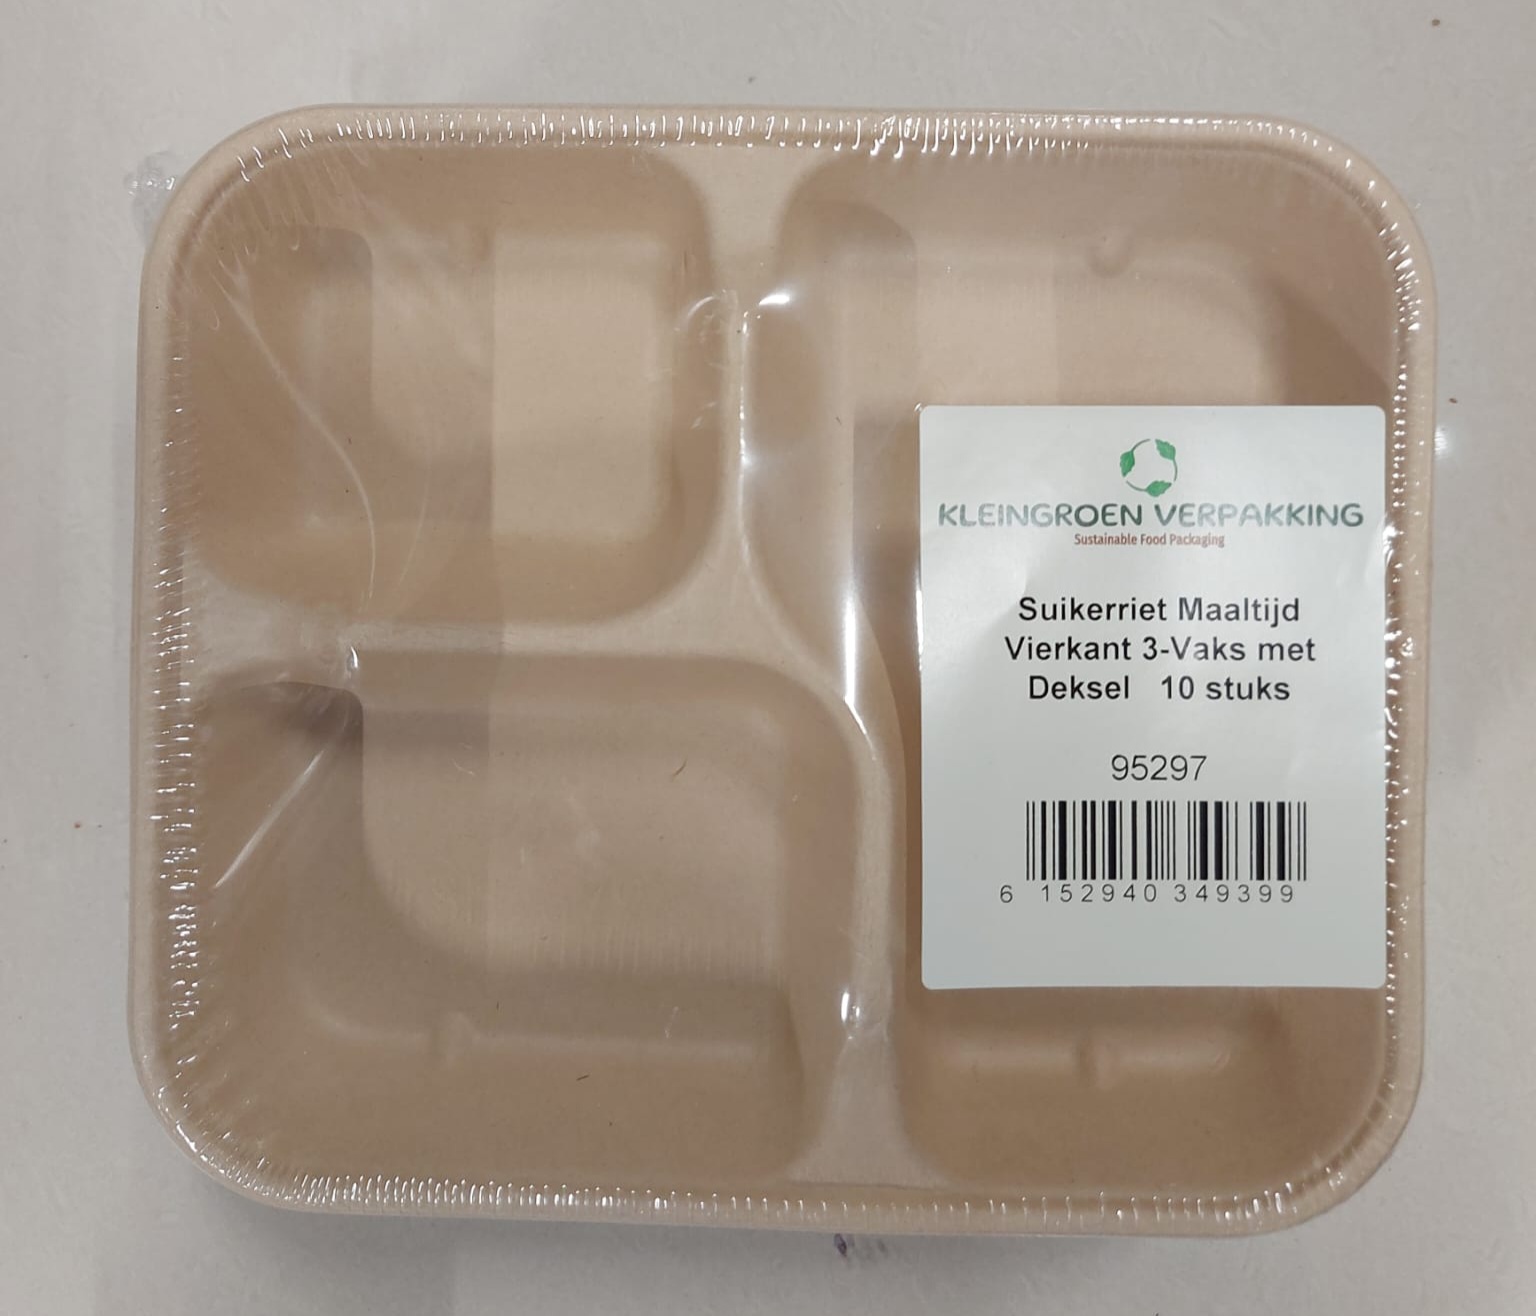 KLEINGROEN VERPAKKING
Sustainable Food Packaging
Suikerriet Maaltijd
Vierkant 3-Vaks met
Deksel 10 stuks
95297
6 152940 349399